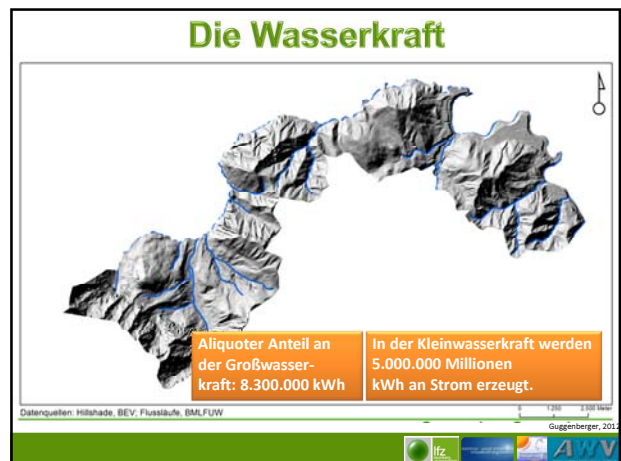 Die Wasserkraft
Aliquoter Anteil an
der Großwasser-
kraft: 8.300.000 kWh
In der Kleinwasserkraft werden
5.000.000 Millionen
kWh an Strom erzeugt.
Datenquellen: Hillshade, BEV; Flussläufe, BMLFUW
0 1.250 2.500 Meter
Guggenberger, 2012
lfz
AWV